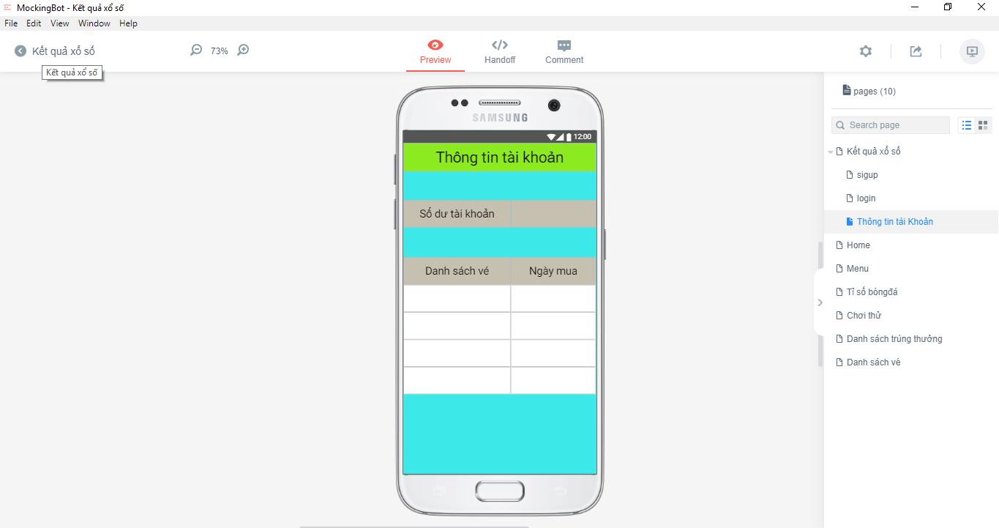 MockingBot - Kết quả xổ số
File Edit View Window Help
Kết quả xổ số
73%
Preview
Handoff
Comment
Kết quả xổ số
SAMSUNG
12:00
Thông tin tài khoản
Số dư tài khoản
Danh sách vé
Ngày mua
pages (10)
Search page
Kết quả xổ số
sigup
login
Thông tin tái Khoản
Home
Menu
Tỉ số bóngđá
Chơi thử
Danh sách trúng thưởng
Danh sách vé